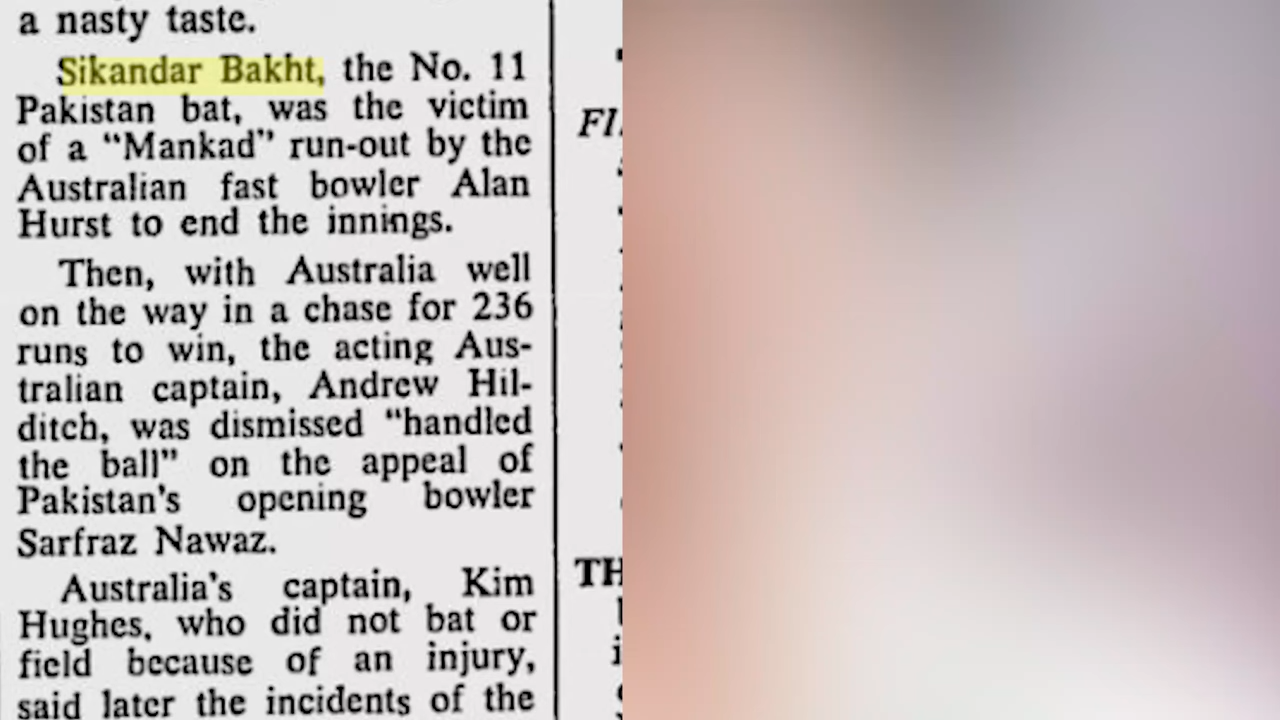 a nasty taste.
Sikandar Bakht, the No. 11
Pakistan bat, was the victim
of a “Mankad” run-out by the
Australian fast bowler Alan
Hurst to end the innings.
Then, with Australia well
on the way in a chase for 236
runs to win, the acting Aus-
tralian captain, Andrew Hil-
ditch, was dismissed “handled
the ball” on the appeal of
Pakistan's opening bowler
Sarfraz Nawaz.
Australia's captain, Kim
Hughes, who did not bat or
field because of an injury,
said later the incidents of the